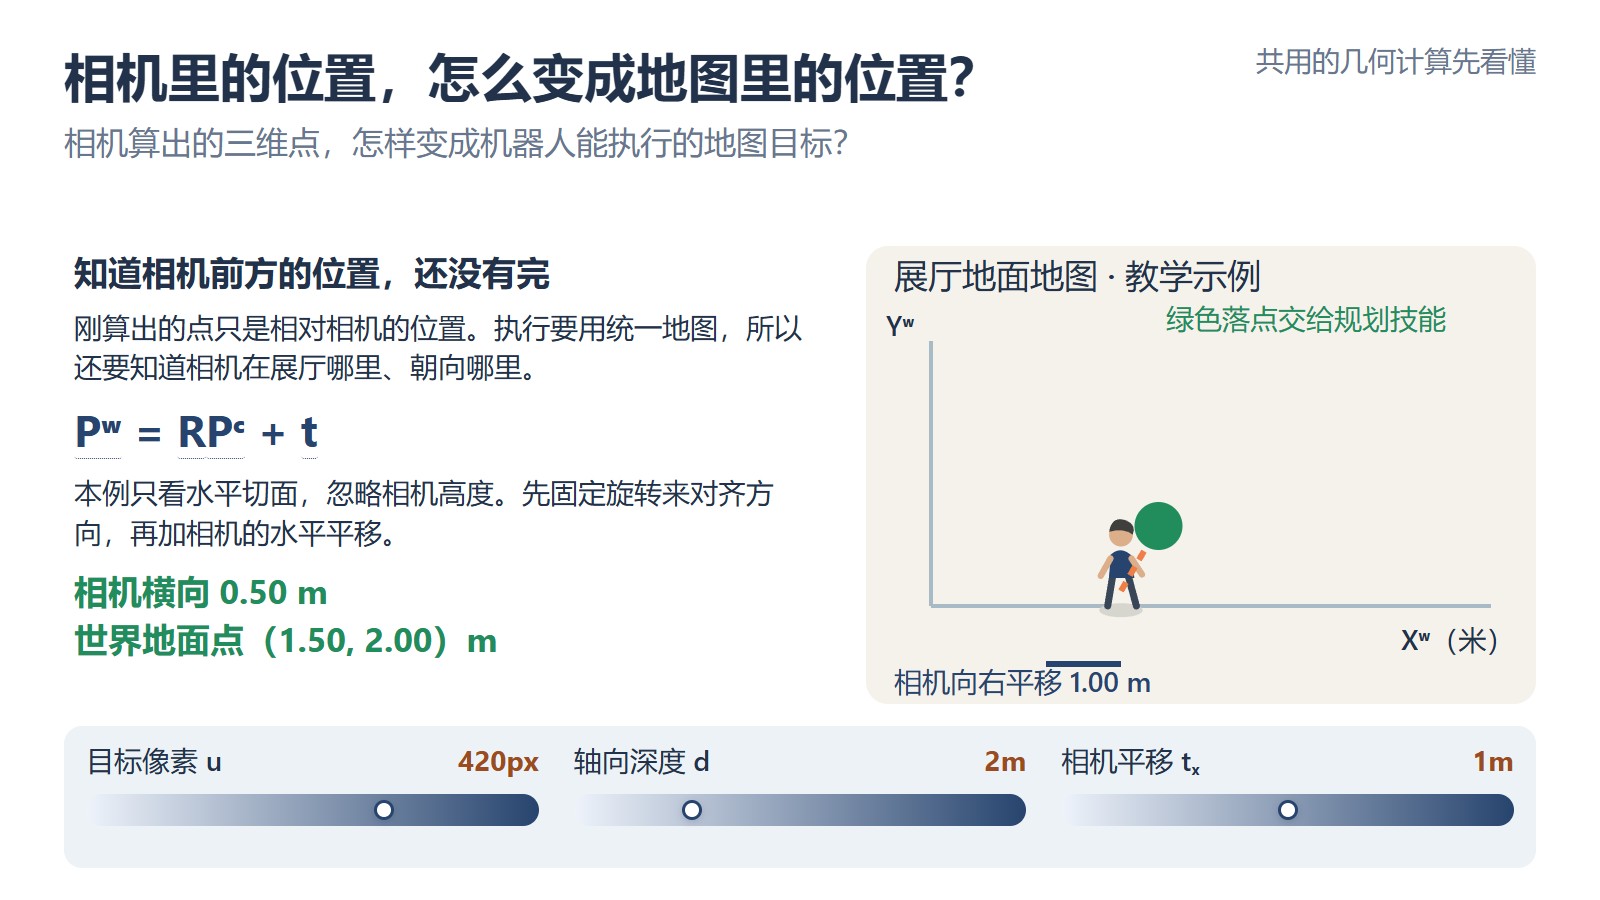 相机里的位置，怎么变成地图里的位置？
共用的几何计算先看懂
相机算出的三维点，怎样变成机器人能执行的地图目标？
知道相机前方的位置，还没有完
刚算出的点只是相对相机的位置。执行要用统一地图，所以
还要知道相机在展厅哪里、朝向哪里。
Pʷ = RPᶜ + t
本例只看水平切面，忽略相机高度。先固定旋转来对齐方
向，再加相机的水平平移。
相机横向 0.50 m
世界地面点（1.50, 2.00）m
展厅地面地图 · 教学示例
绿色落点交给规划技能
Yʷ
Xʷ（米）
相机向右平移 1.00 m
目标像素 u 420px
轴向深度 d 2m
相机平移 tₓ 1m